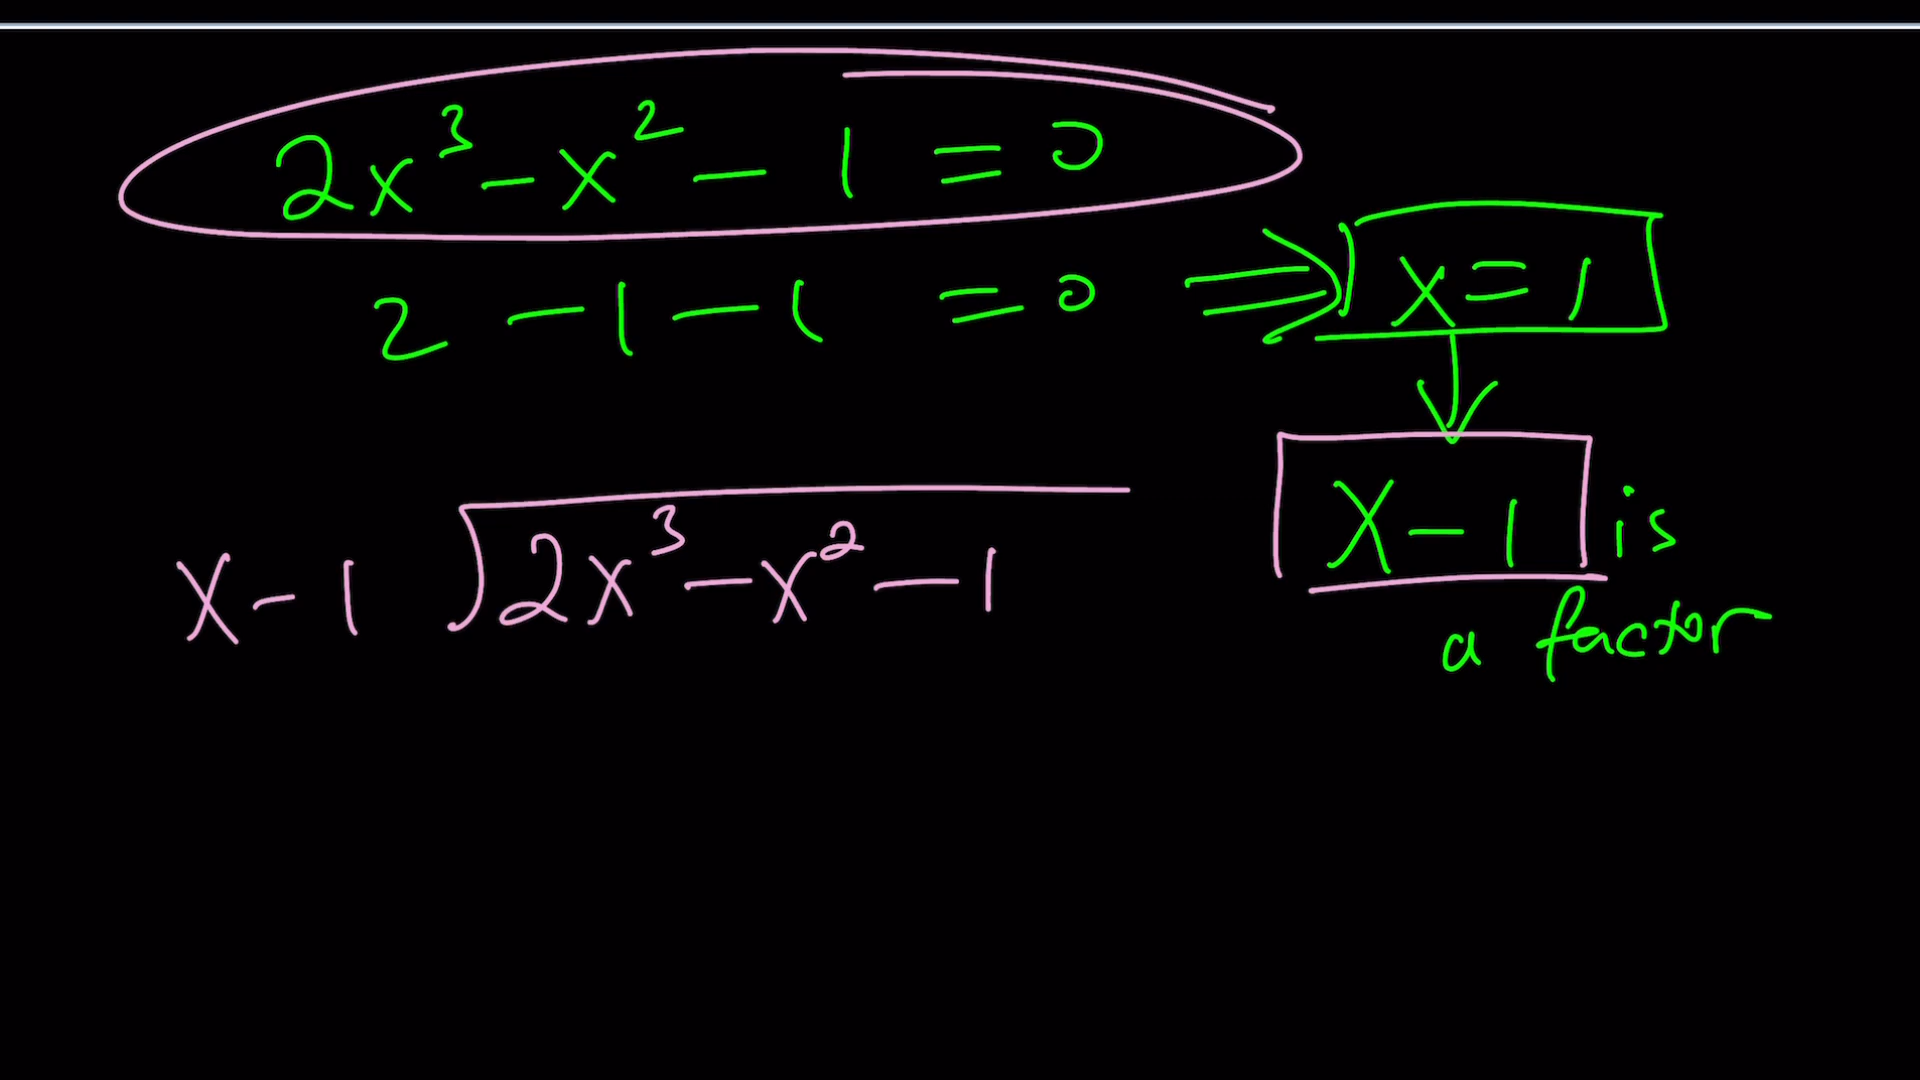 2x³ - x² - 1 = 0
2 - 1 - 1 = 0 ⇒ x = 1
x - 1 is
a factor
x - 1 ⟌ 2x³ - x² - 1